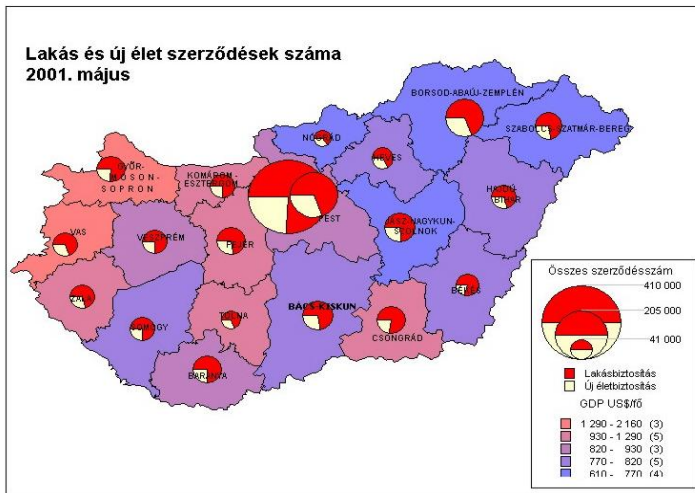 Lakás és új élet szerződések száma
2001. május
BORSOD-ABAÚJ-ZEMPLÉN
SZABOLCS-SZATMÁR-BEREG
NÓGRÁD
HEVES
GYŐR-
MOSON-
SOPRON
KOMÁROM-
ESZTERGOM
HAJDÚ-
BIHAR
PEST
JÁSZ-NAGYKUN-
SZOLNOK
VAS
VESZPRÉM
FEJÉR
ZALA
SOMOGY
TOLNA
BÁCS-KISKUN
BÉKÉS
CSONGRÁD
BARANYA
Összes szerződésszám
410 000
205 000
41 000
Lakásbiztosítás
Új életbiztosítás
GDP US$/fő
1 290 - 2 160 (3)
930 - 1 290 (5)
820 - 930 (3)
770 - 820 (5)
610 - 770 (4)